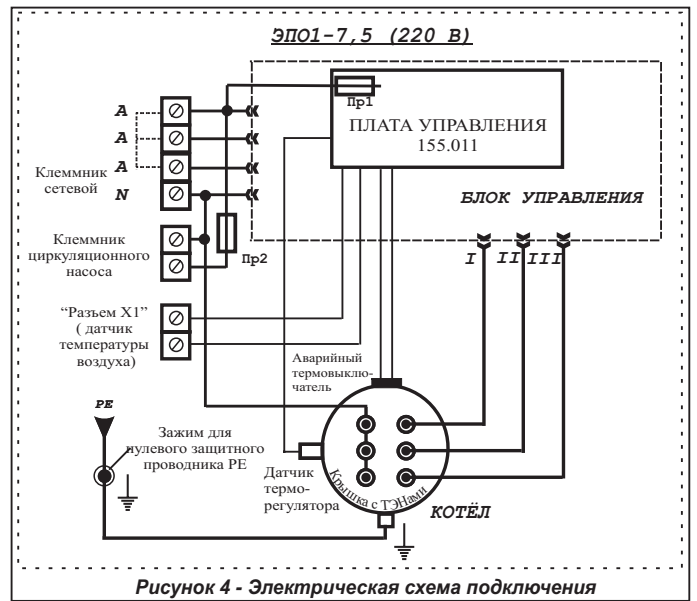 ЭПО1-7,5 (220 В)
Пр1
ПЛАТА УПРАВЛЕНИЯ
155.011
А
А
А
N
Клеммник
сетевой
БЛОК УПРАВЛЕНИЯ
Клеммник
циркуляционного
насоса
Пр2
I
II
III
“Разъем X1”
( датчик
температуры
воздуха)
Аварийный
термовыклю-
чатель
PE
Зажим для
нулевого защитного
проводника PE
Датчик
термо-
регулятора
Крышка с ТЭНами
КОТЁЛ
Рисунок 4 - Электрическая схема подключения